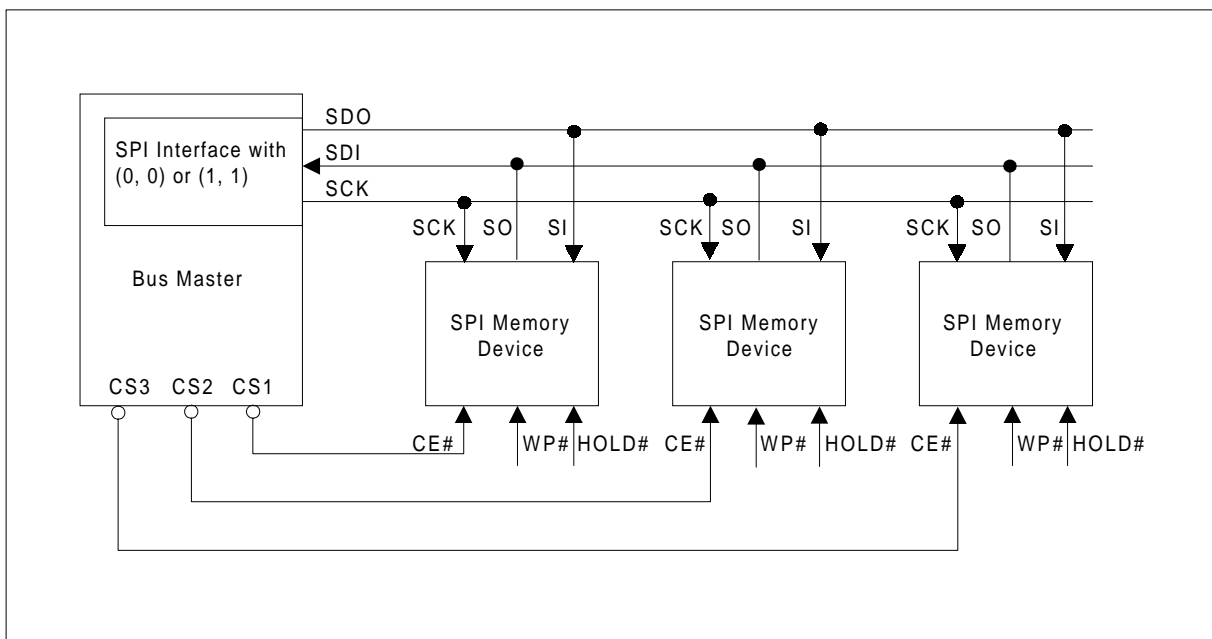 SDO
SPI Interface with
(0, 0) or (1, 1)
SDI
SCK
SCK SO SI
SCK SO SI
SCK SO SI
Bus Master
SPI Memory
Device
SPI Memory
Device
SPI Memory
Device
CS3 CS2 CS1
CE# WP# HOLD#
CE# WP# HOLD#
CE# WP# HOLD#